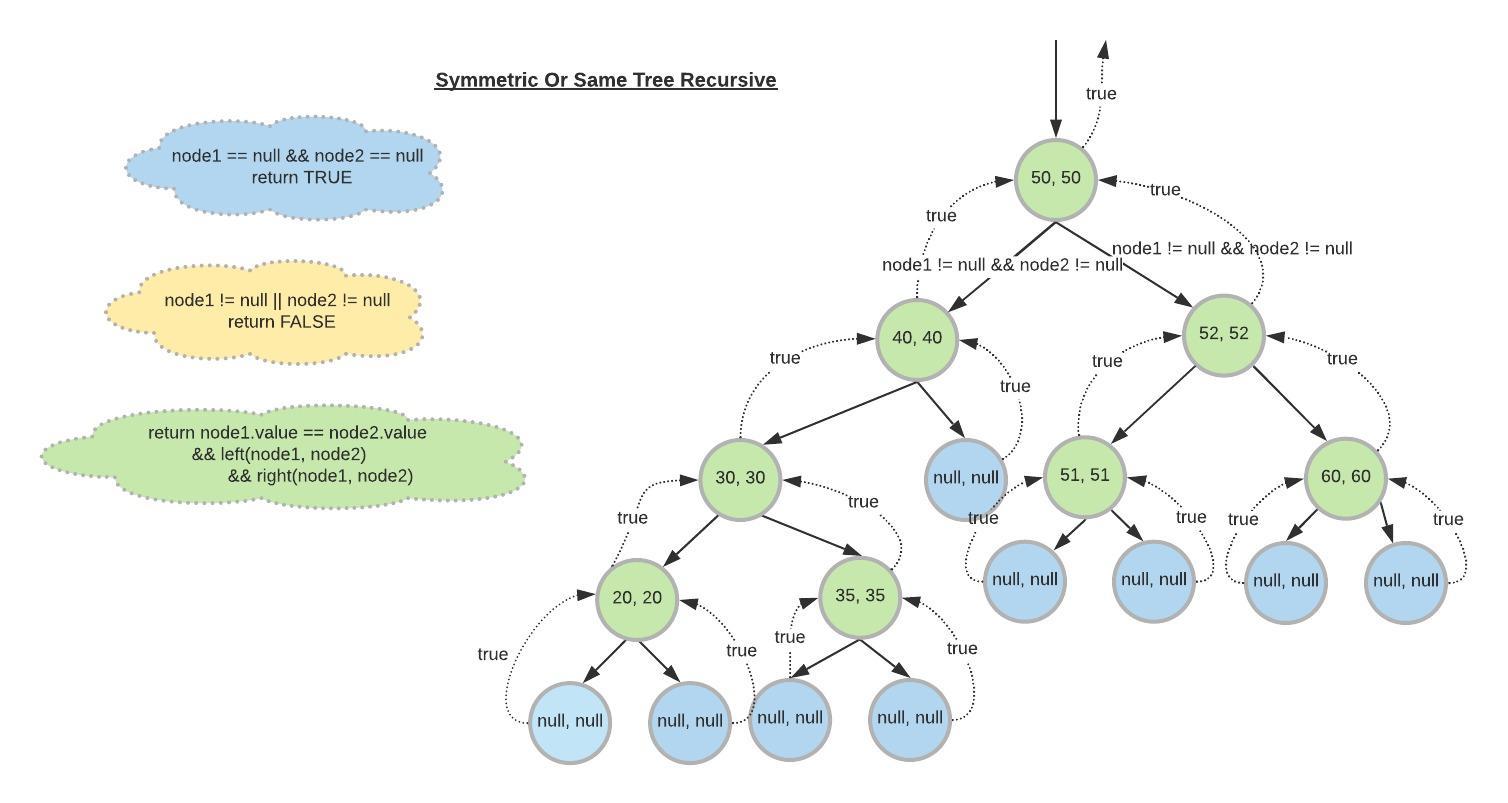 Symmetric Or Same Tree Recursive
true
node1 == null && node2 == null
return TRUE
50, 50
true
true
node1 != null && node2 != null
node1 != null && node2 != null
node1 != null || node2 != null
return FALSE
40, 40
52, 52
true
true
true
true
return node1.value == node2.value
&& left(node1, node2)
&& right(node1, node2)
30, 30
null, null
51, 51
60, 60
true
true
true
true
true
true
null, null
null, null
null, null
null, null
20, 20
35, 35
true
true
true
true
null, null
null, null
null, null
null, null